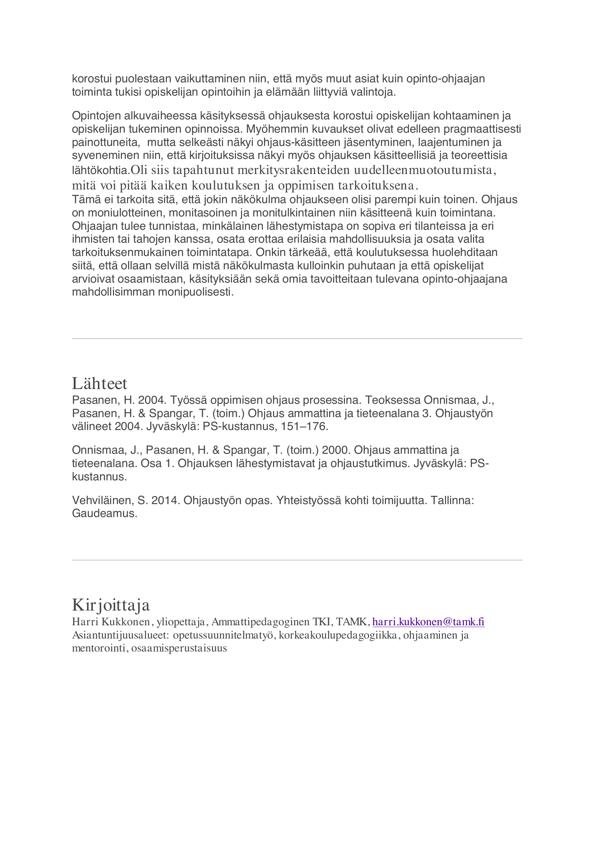 korostui puolestaan vaikuttaminen niin, että myös muut asiat kuin opinto-ohjaajan
toiminta tukisi opiskelijan opintoihin ja elämään liittyviä valintoja.
Opintojen alkuvaiheessa käsityksessä ohjauksesta korostui opiskelijan kohtaaminen ja
opiskelijan tukeminen opinnoissa. Myöhemmin kuvaukset olivat edelleen pragmaattisesti
painottuneita,  mutta selkeästi näkyi ohjaus-käsitteen jäsentyminen, laajentuminen ja
syveneminen niin, että kirjoituksissa näkyi myös ohjauksen käsitteellisiä ja teoreettisia
lähtökohtia.Oli siis tapahtunut merkitysrakenteiden uudelleenmuotoutumista,
mitä voi pitää kaiken koulutuksen ja oppimisen tarkoituksena.
Tämä ei tarkoita sitä, että jokin näkökulma ohjaukseen olisi parempi kuin toinen. Ohjaus
on moniulotteinen, monitasoinen ja monitulkintainen niin käsitteenä kuin toimintana.
Ohjaajan tulee tunnistaa, minkälainen lähestymistapa on sopiva eri tilanteissa ja eri
ihmisten tai tahojen kanssa, osata erottaa erilaisia mahdollisuuksia ja osata valita
tarkoituksenmukainen toimintatapa. Onkin tärkeää, että koulutuksessa huolehditaan
siitä, että ollaan selvillä mistä näkökulmasta kulloinkin puhutaan ja että opiskelijat
arvioivat osaamistaan, käsityksiään sekä omia tavoitteitaan tulevana opinto-ohjaajana
mahdollisimman monipuolisesti.
Lähteet
Pasanen, H. 2004. Työssä oppimisen ohjaus prosessina. Teoksessa Onnismaa, J.,
Pasanen, H. & Spangar, T. (toim.) Ohjaus ammattina ja tieteenalana 3. Ohjaustyön
välineet 2004. Jyväskylä: PS-kustannus, 151–176.
Onnismaa, J., Pasanen, H. & Spangar, T. (toim.) 2000. Ohjaus ammattina ja
tieteenalana. Osa 1. Ohjauksen lähestymistavat ja ohjaustutkimus. Jyväskylä: PS-
kustannus.
Vehviläinen, S. 2014. Ohjaustyön opas. Yhteistyössä kohti toimijuutta. Tallinna:
Gaudeamus.
Kirjoittaja
Harri Kukkonen, yliopettaja, Ammattipedagoginen TKI, TAMK, harri.kukkonen@tamk.fi
Asiantuntijuusalueet: opetussuunnitelmatyö, korkeakoulupedagogiikka, ohjaaminen ja
mentorointi, osaamisperustaisuus